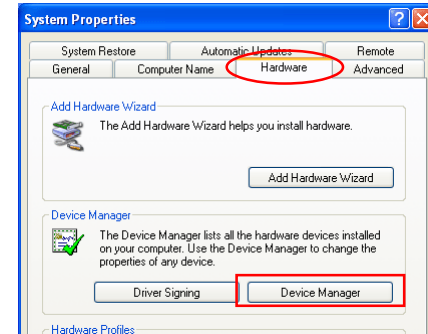 System Properties
System Restore Automatic Updates Remote
General Computer Name Hardware Advanced
Add Hardware Wizard
The Add Hardware Wizard helps you install hardware.
Add Hardware Wizard
Device Manager
The Device Manager lists all the hardware devices installed
on your computer. Use the Device Manager to change the
properties of any device.
Driver Signing Device Manager
Hardware Profiles